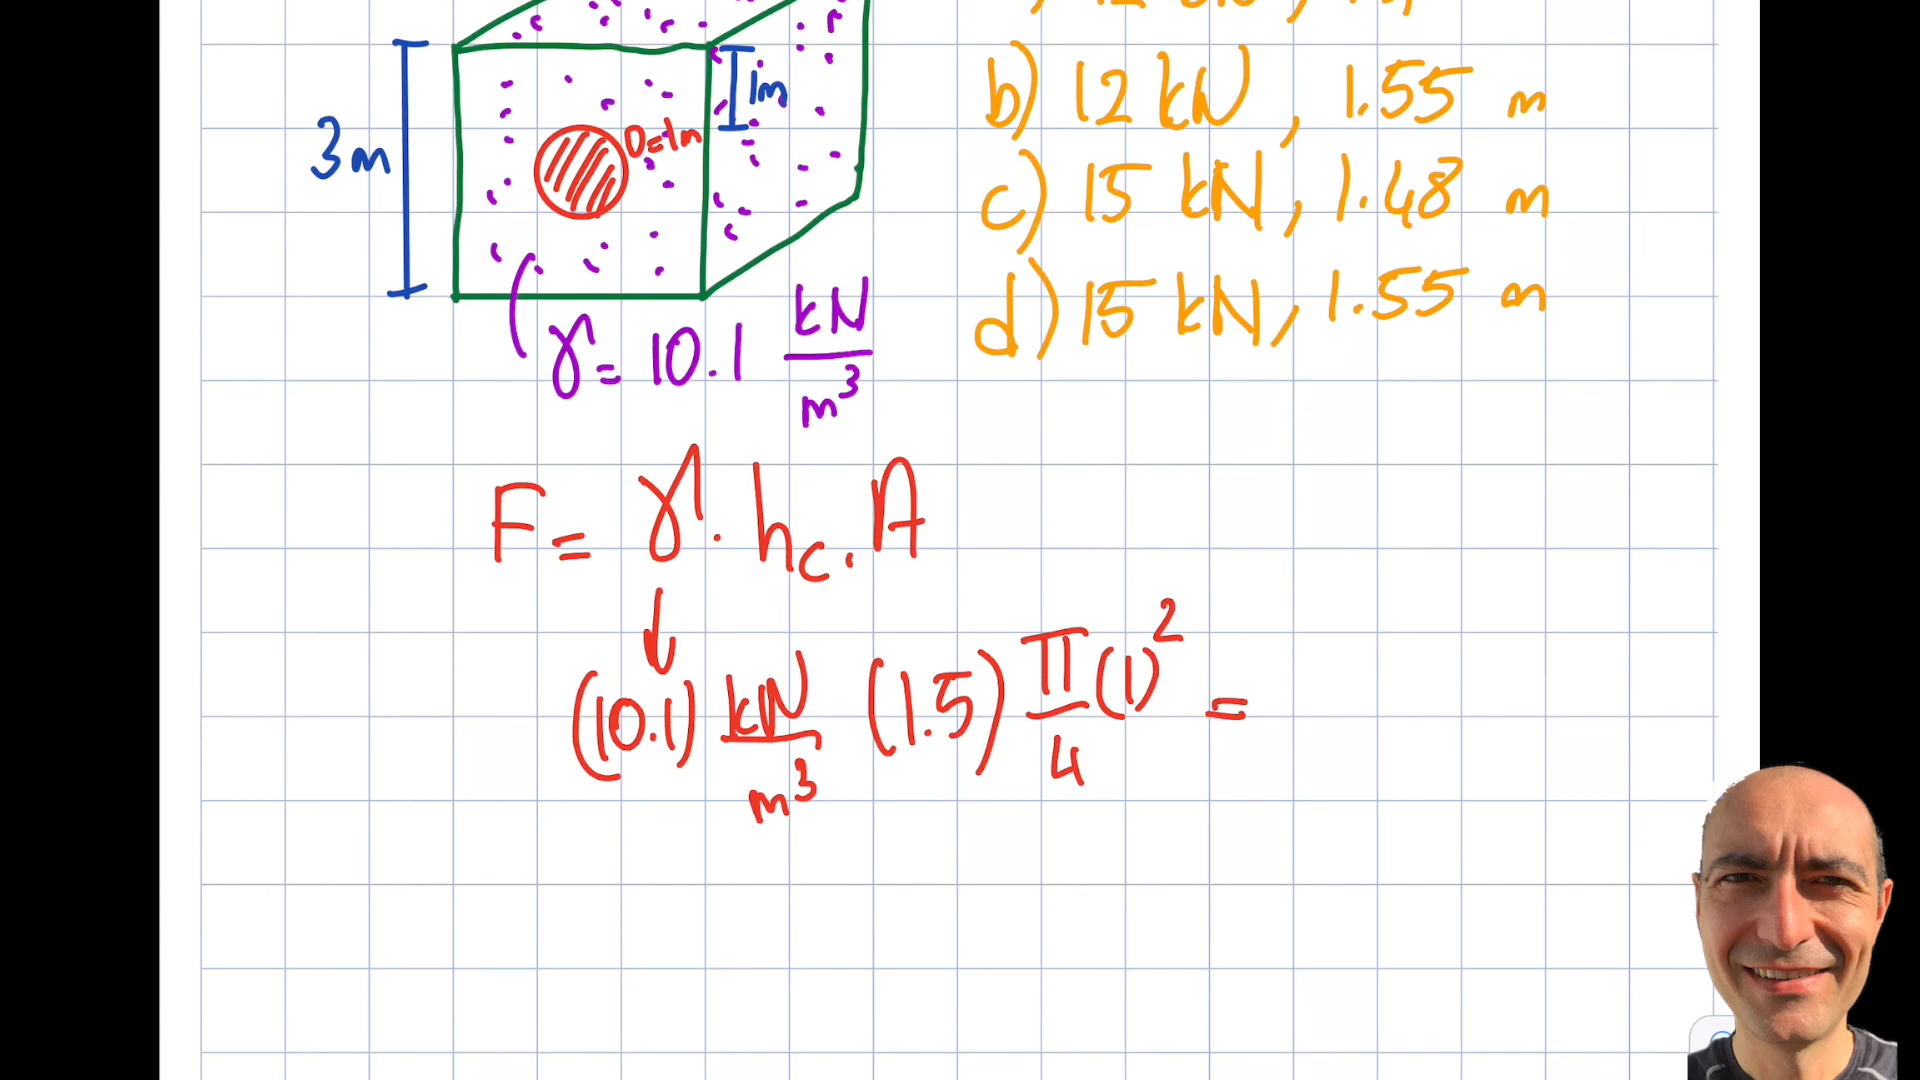 b) 12 kN, 1.55 m
1m
D=1m
3m
c) 15 kN, 1.48 m
d) 15 kN, 1.55 m
γ = 10.1 kN/m³
F = γ · hc · A
(10.1) kN/m³ (1.5) π/4 (1)² =